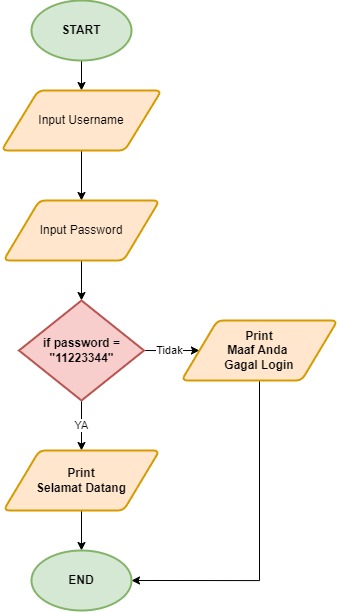 START
Input Username
Input Password
if password =
"11223344"
Tidak
Print
Maaf Anda
Gagal Login
YA
Print
Selamat Datang
END